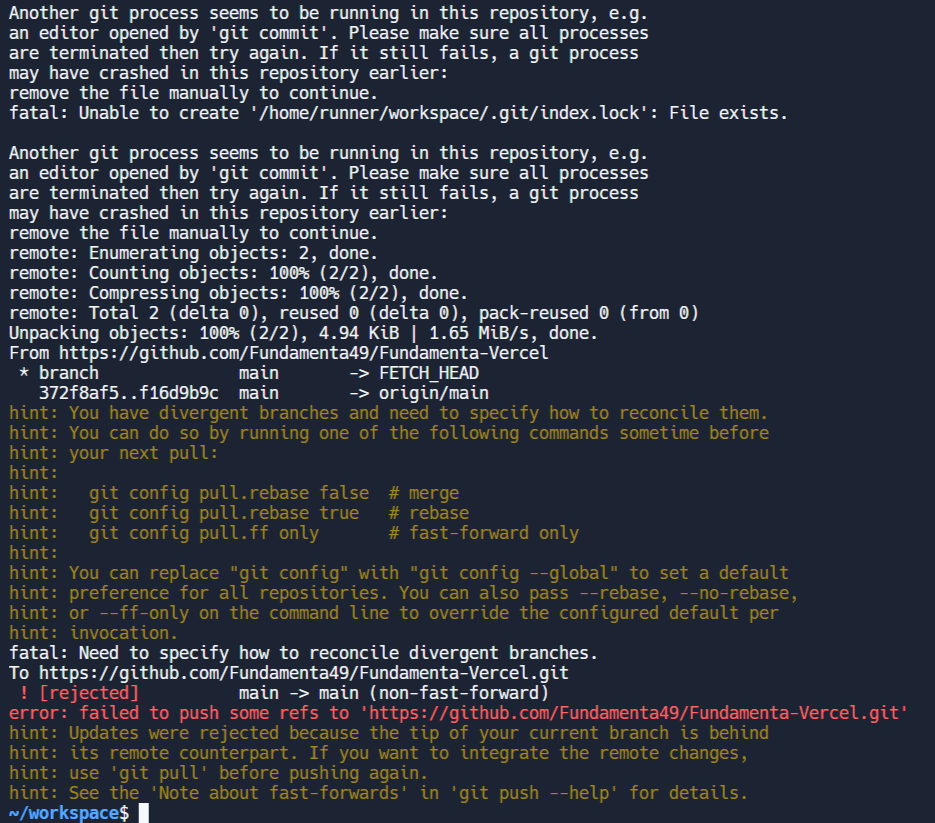 Another git process seems to be running in this repository, e.g.
an editor opened by 'git commit'. Please make sure all processes
are terminated then try again. If it still fails, a git process
may have crashed in this repository earlier:
remove the file manually to continue.
fatal: Unable to create '/home/runner/workspace/.git/index.lock': File exists.

Another git process seems to be running in this repository, e.g.
an editor opened by 'git commit'. Please make sure all processes
are terminated then try again. If it still fails, a git process
may have crashed in this repository earlier:
remove the file manually to continue.
remote: Enumerating objects: 2, done.
remote: Counting objects: 100% (2/2), done.
remote: Compressing objects: 100% (2/2), done.
remote: Total 2 (delta 0), reused 0 (delta 0), pack-reused 0 (from 0)
Unpacking objects: 100% (2/2), 4.94 KiB | 1.65 MiB/s, done.
From https://github.com/Fundamenta49/Fundamenta-Vercel
 * branch              main       -> FETCH_HEAD
   372f8af5..f16d9b9c  main       -> origin/main
hint: You have divergent branches and need to specify how to reconcile them.
hint: You can do so by running one of the following commands sometime before
hint: your next pull:
hint:
hint:   git config pull.rebase false  # merge
hint:   git config pull.rebase true   # rebase
hint:   git config pull.ff only       # fast-forward only
hint:
hint: You can replace "git config" with "git config --global" to set a default
hint: preference for all repositories. You can also pass --rebase, --no-rebase,
hint: or --ff-only on the command line to override the configured default per
hint: invocation.
fatal: Need to specify how to reconcile divergent branches.
To https://github.com/Fundamenta49/Fundamenta-Vercel.git
 ! [rejected]          main -> main (non-fast-forward)
error: failed to push some refs to 'https://github.com/Fundamenta49/Fundamenta-Vercel.git'
hint: Updates were rejected because the tip of your current branch is behind
hint: its remote counterpart. If you want to integrate the remote changes,
hint: use 'git pull' before pushing again.
hint: See the 'Note about fast-forwards' in 'git push --help' for details.
~/workspace$